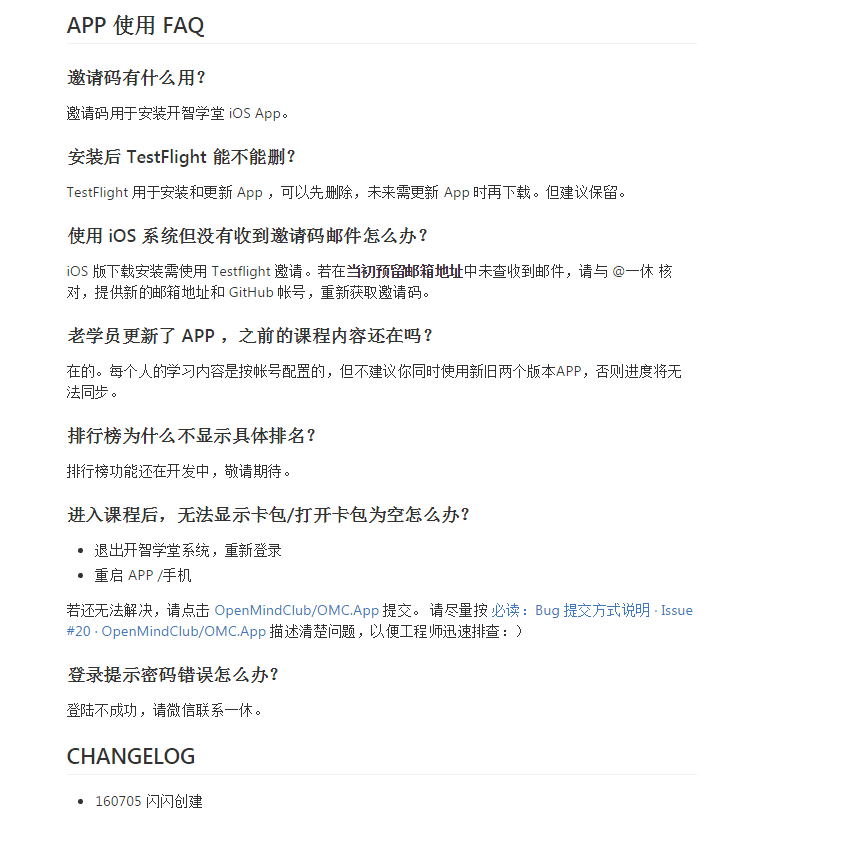 APP 使用 FAQ
邀请码有什么用？
邀请码用于安装开智学堂 iOS App。
安装后 TestFlight 能不能删？
TestFlight 用于安装和更新 App ，可以先删除，未来需更新 App 时再下载。但建议保留。
使用 iOS 系统但没有收到邀请码邮件怎么办？
iOS 版下载安装需使用 Testflight 邀请。若在当初预留邮箱地址中未查收到邮件，请与 @一休 核
对，提供新的邮箱地址和 GitHub 帐号，重新获取邀请码。
老学员更新了 APP ，之前的课程内容还在吗？
在的。每个人的学习内容是按帐号配置的，但不建议你同时使用新旧两个版本APP，否则进度将无
法同步。
排行榜为什么不显示具体排名？
排行榜功能还在开发中，敬请期待。
进入课程后，无法显示卡包/打开卡包为空怎么办？
• 退出开智学堂系统，重新登录
• 重启 APP /手机
若还无法解决，请点击 OpenMindClub/OMC.App 提交。 请尽量按 必读：Bug 提交方式说明 · Issue
#20 · OpenMindClub/OMC.App 描述清楚问题，以便工程师迅速排查：）
登录提示密码错误怎么办？
登陆不成功，请微信联系一休。
CHANGELOG
• 160705 闪闪创建